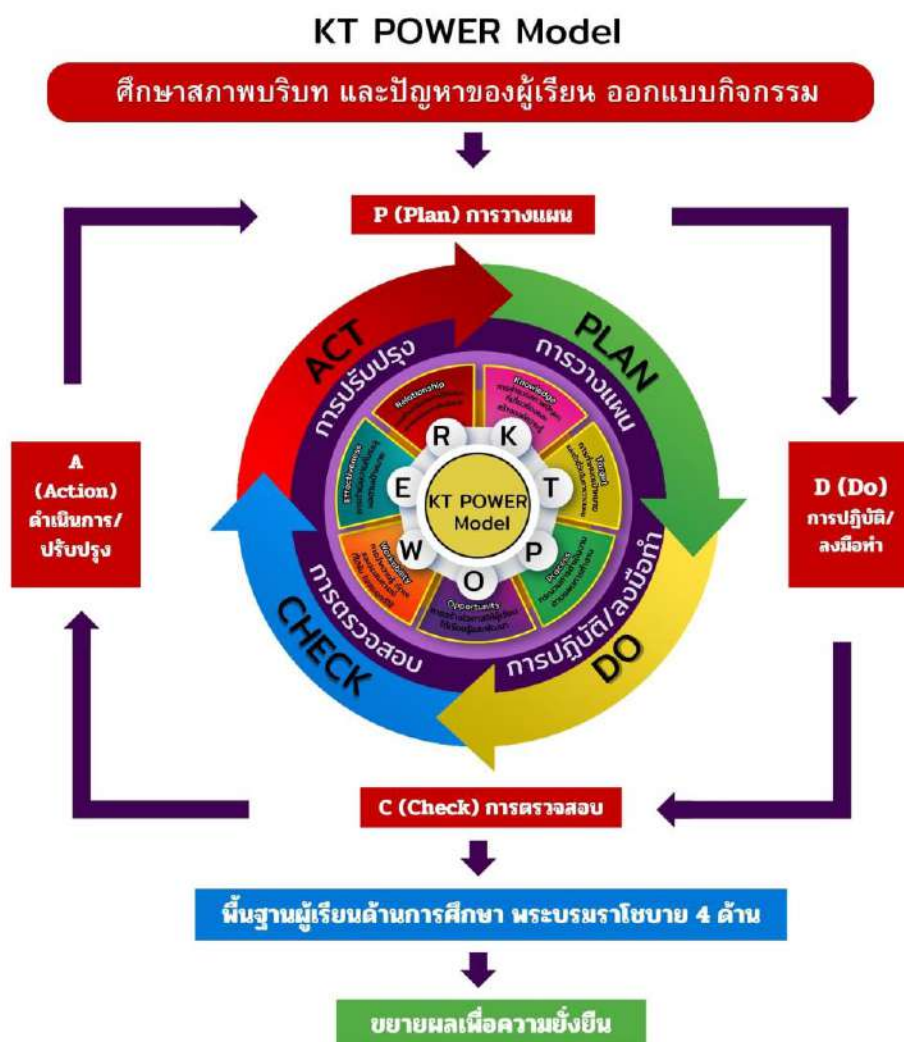 KT POWER Model
ศึกษาสภาพบริบท และปัญหาของผู้เรียน ออกแบบกิจกรรม
P (Plan) การวางแผน
ACT
PLAN
การปรับปรุง
การวางแผน
Relationship
Knowledge
R
K
Effectiveness
Target
E
T
KT POWER
Model
A
(Action)
ดำเนินการ/
ปรับปรุง
D (Do)
การปฏิบัติ/
ลงมือทำ
W
P
O
Workability
Process
Opportunity
การตรวจสอบ
การปฏิบัติ/ลงมือทำ
CHECK
DO
C (Check) การตรวจสอบ
พื้นฐานผู้เรียนด้านการศึกษา พระบรมราโชบาย 4 ด้าน
ขยายผลเพื่อความยั่งยืน